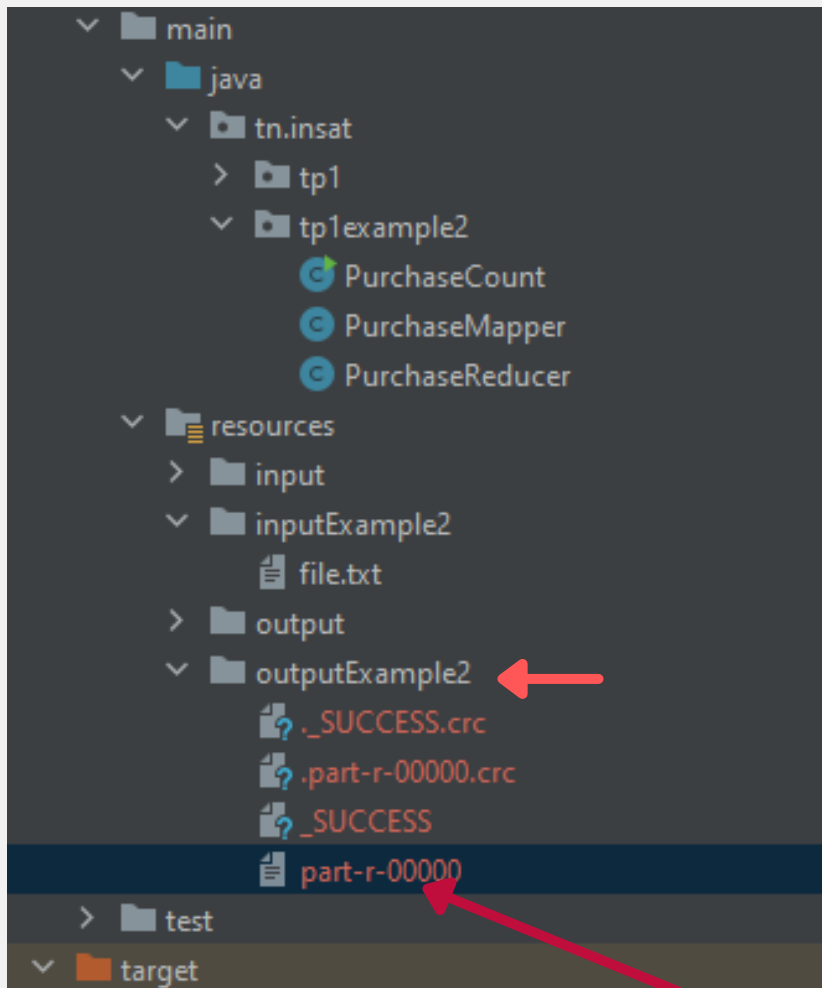 main
java
tn.insat
tp1
tp1example2
C PurchaseCount
C PurchaseMapper
C PurchaseReducer
resources
input
inputExample2
file.txt
output
outputExample2
? ._SUCCESS.crc
? .part-r-00000.crc
? _SUCCESS
part-r-00000
test
target